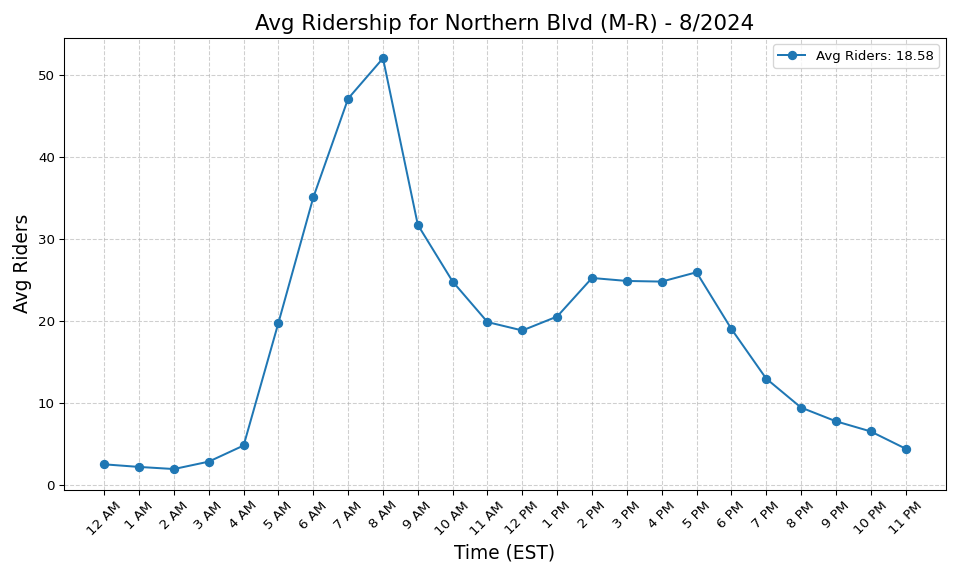 Avg Ridership for Northern Blvd (M-R) - 8/2024
Avg Riders: 18.58
Avg Riders
50
40
30
20
10
0
12 AM
1 AM
2 AM
3 AM
4 AM
5 AM
6 AM
7 AM
8 AM
9 AM
10 AM
11 AM
12 PM
1 PM
2 PM
3 PM
4 PM
5 PM
6 PM
7 PM
8 PM
9 PM
10 PM
11 PM
Time (EST)